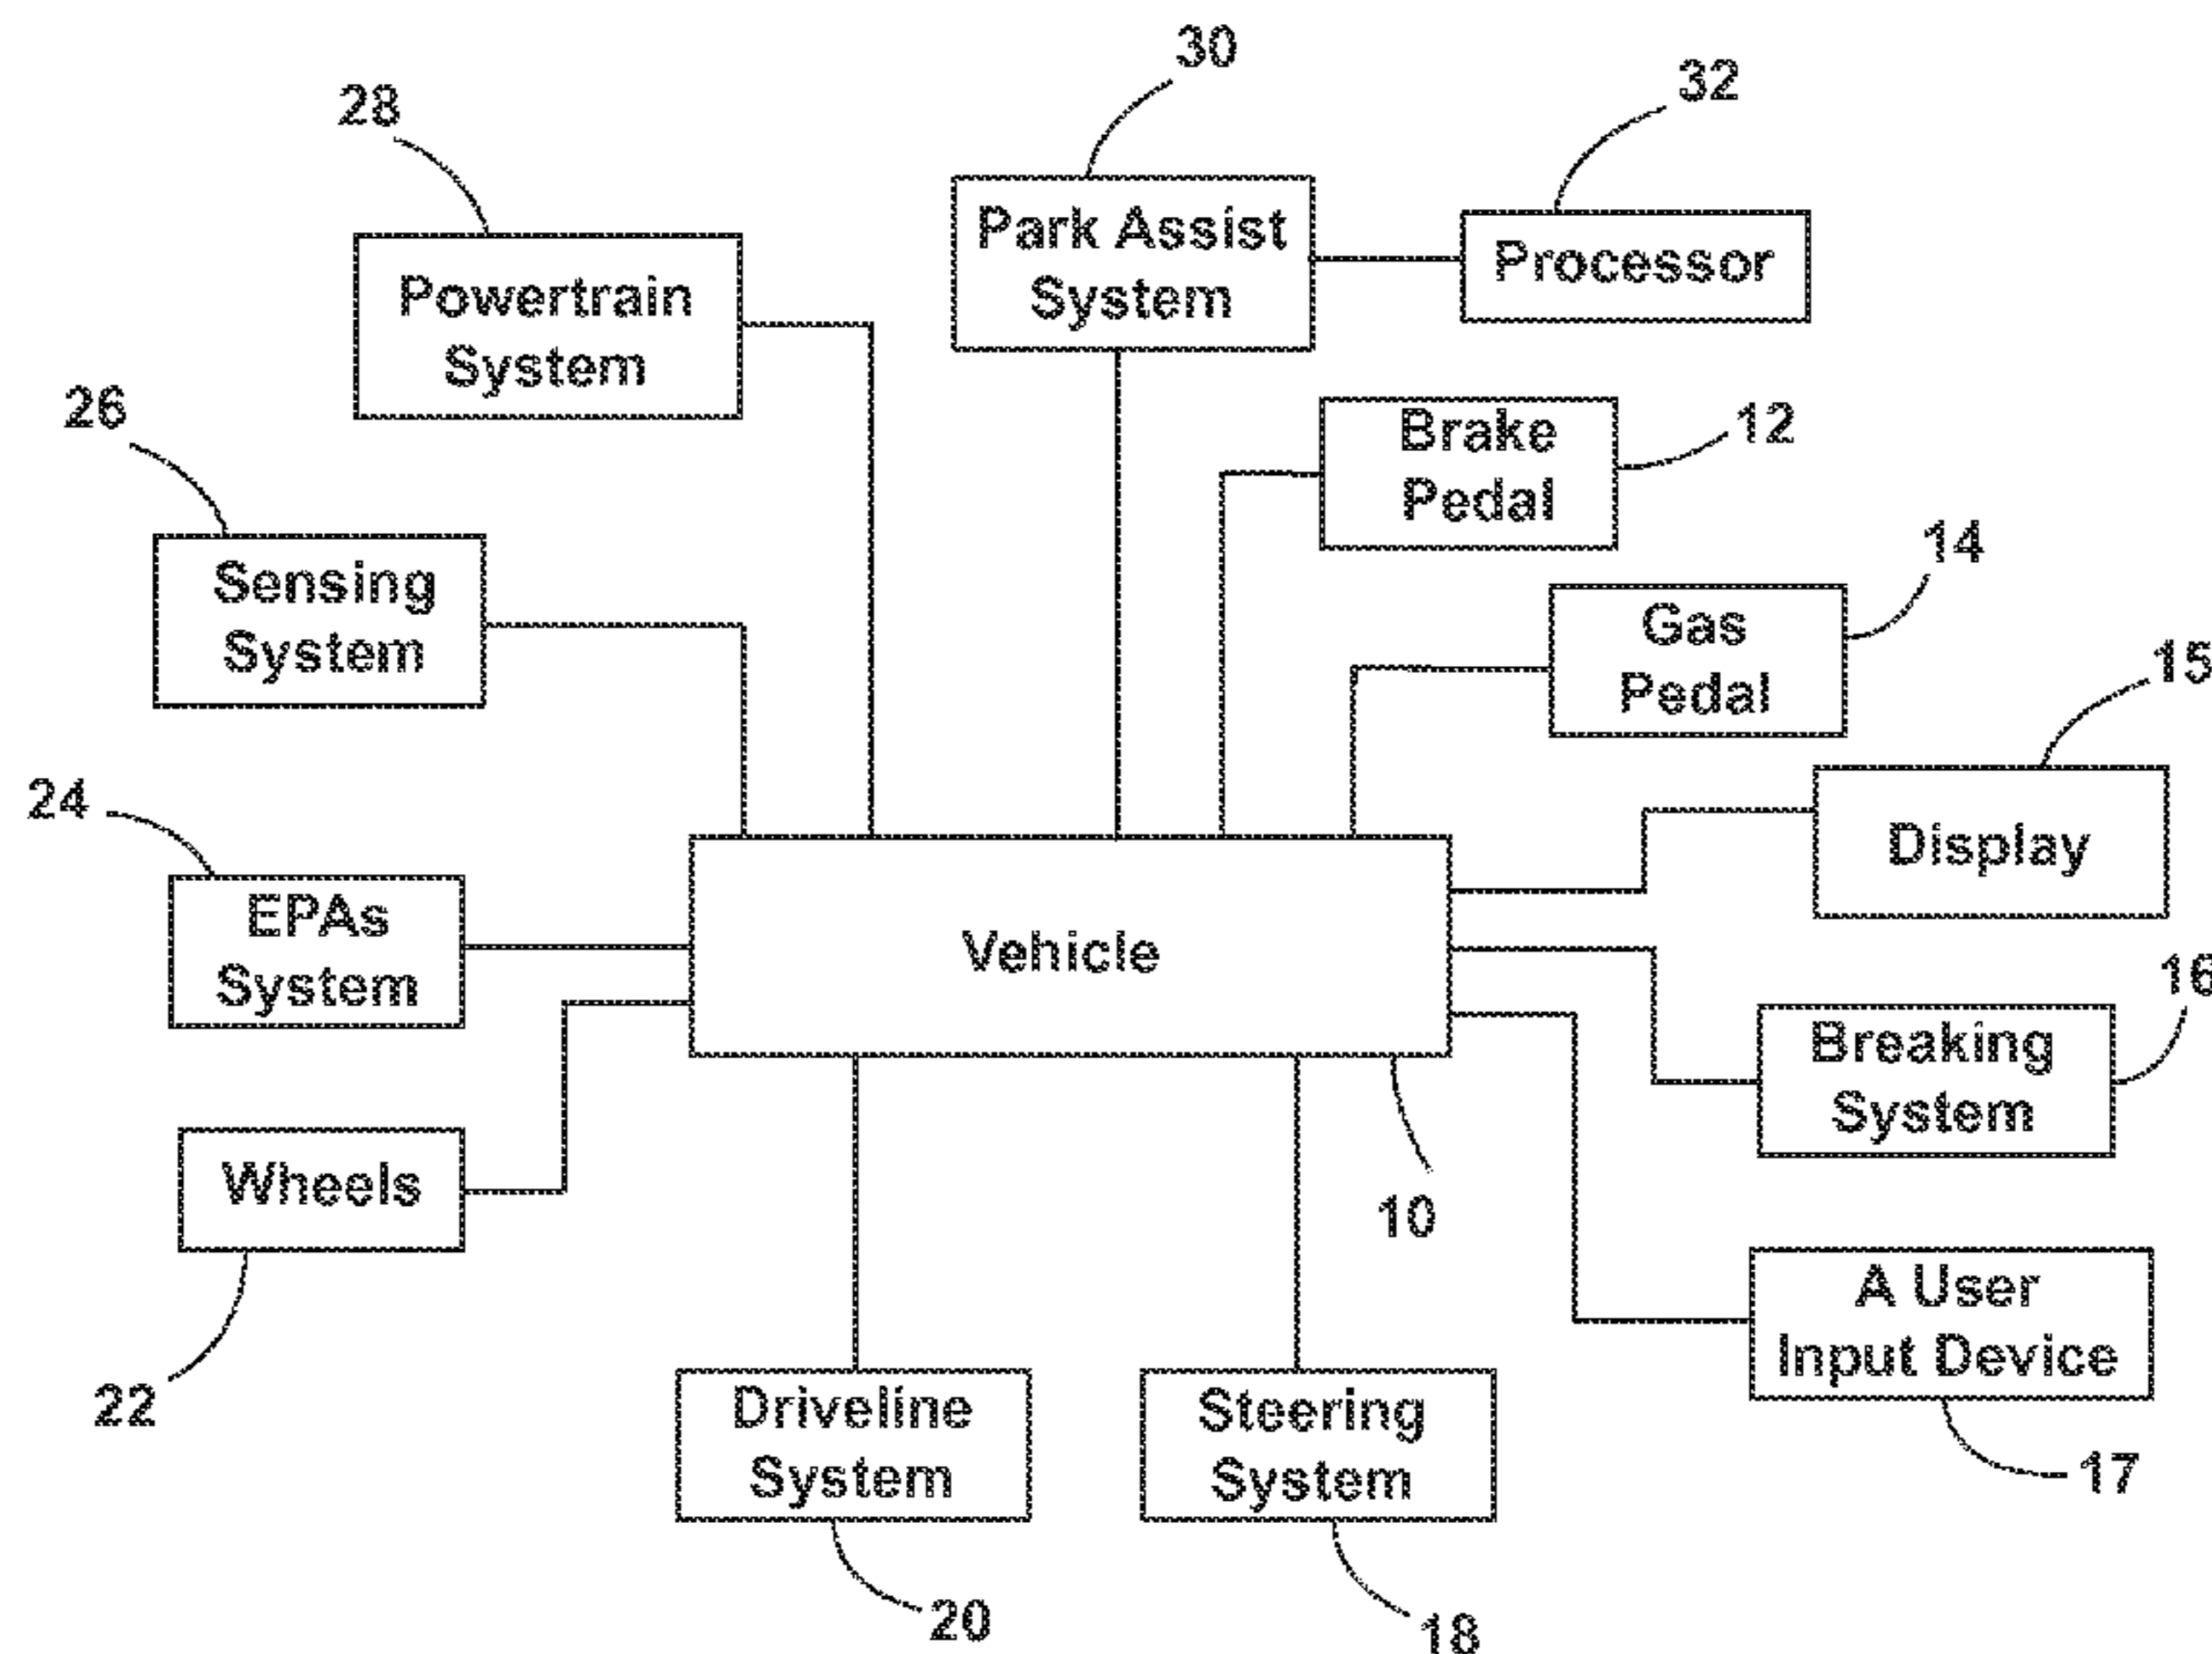 30
32
28
Park Assist
System
Processor
Powertrain
System
26
Brake
Pedal
12
14
Sensing
System
Gas
Pedal
15
24
Display
EPAs
System
Vehicle
16
Breaking
System
Wheels
10
A User
Input Device
22
Driveline
System
Steering
System
17
20
18